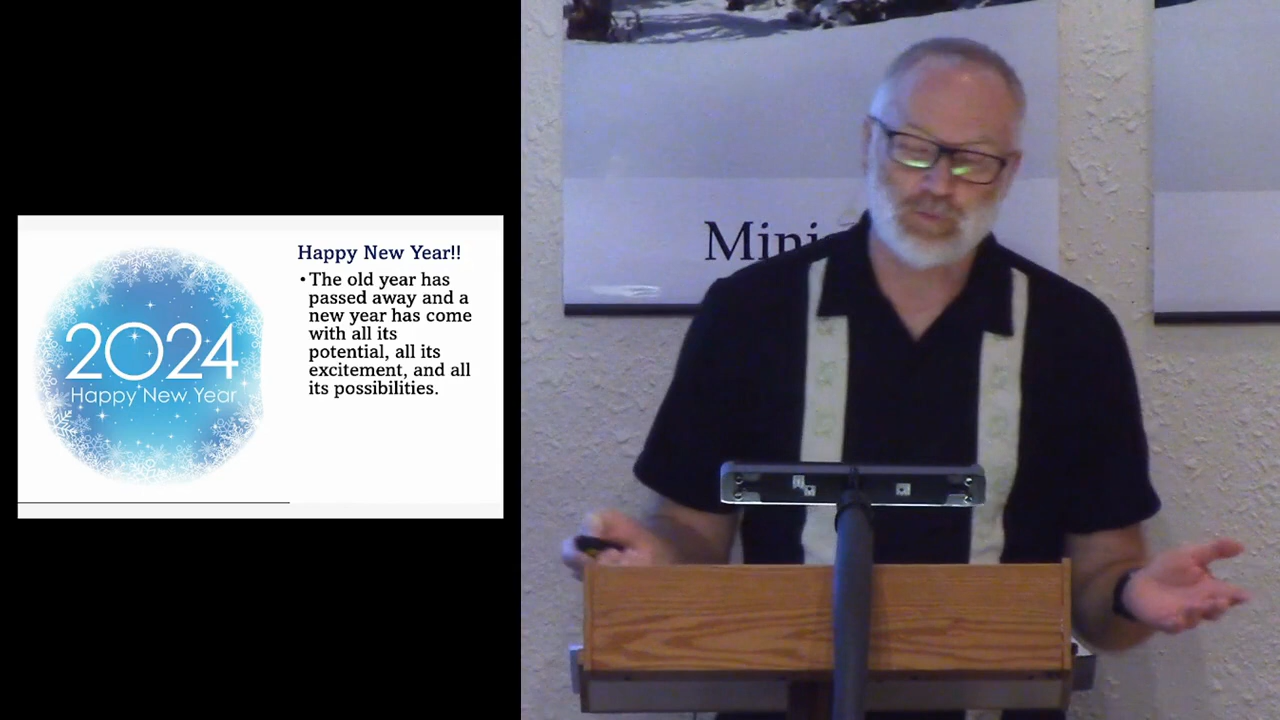 2024
Happy New Year
Happy New Year!!
•The old year has
passed away and a
new year has come
with all its
potential, all its
excitement, and all
its possibilities.